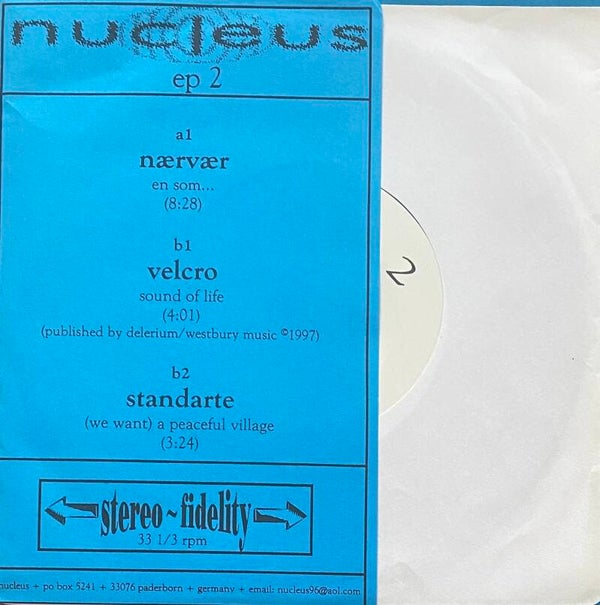 nucleus
ep 2
a1
nærvær
en som...
(8:28)
b1
velcro
sound of life
(4:01)
(published by delerium/westbury music ©1997)
b2
standarte
(we want) a peaceful village
(3:24)
stereo~fidelity
33 1/3 rpm
nucleus + po box 5241 + 33076 paderborn + germany + email: nucleus96@aol.com
2